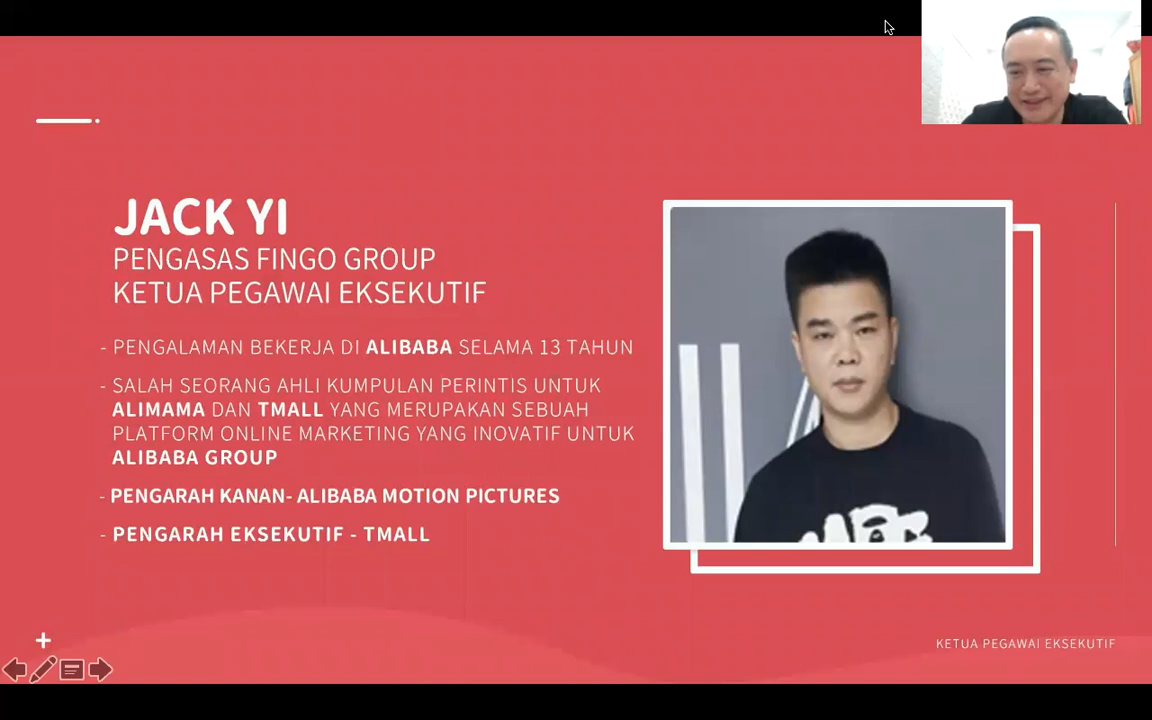 JACK YI
PENGASAS FINGO GROUP
KETUA PEGAWAI EKSEKUTIF
- PENGALAMAN BEKERJA DI ALIBABA SELAMA 13 TAHUN
- SALAH SEORANG AHLI KUMPULAN PERINTIS UNTUK
ALIMAMA DAN TMALL YANG MERUPAKAN SEBUAH
PLATFORM ONLINE MARKETING YANG INOVATIF UNTUK
ALIBABA GROUP
- PENGARAH KANAN- ALIBABA MOTION PICTURES
- PENGARAH EKSEKUTIF - TMALL
KETUA PEGAWAI EKSEKUTIF